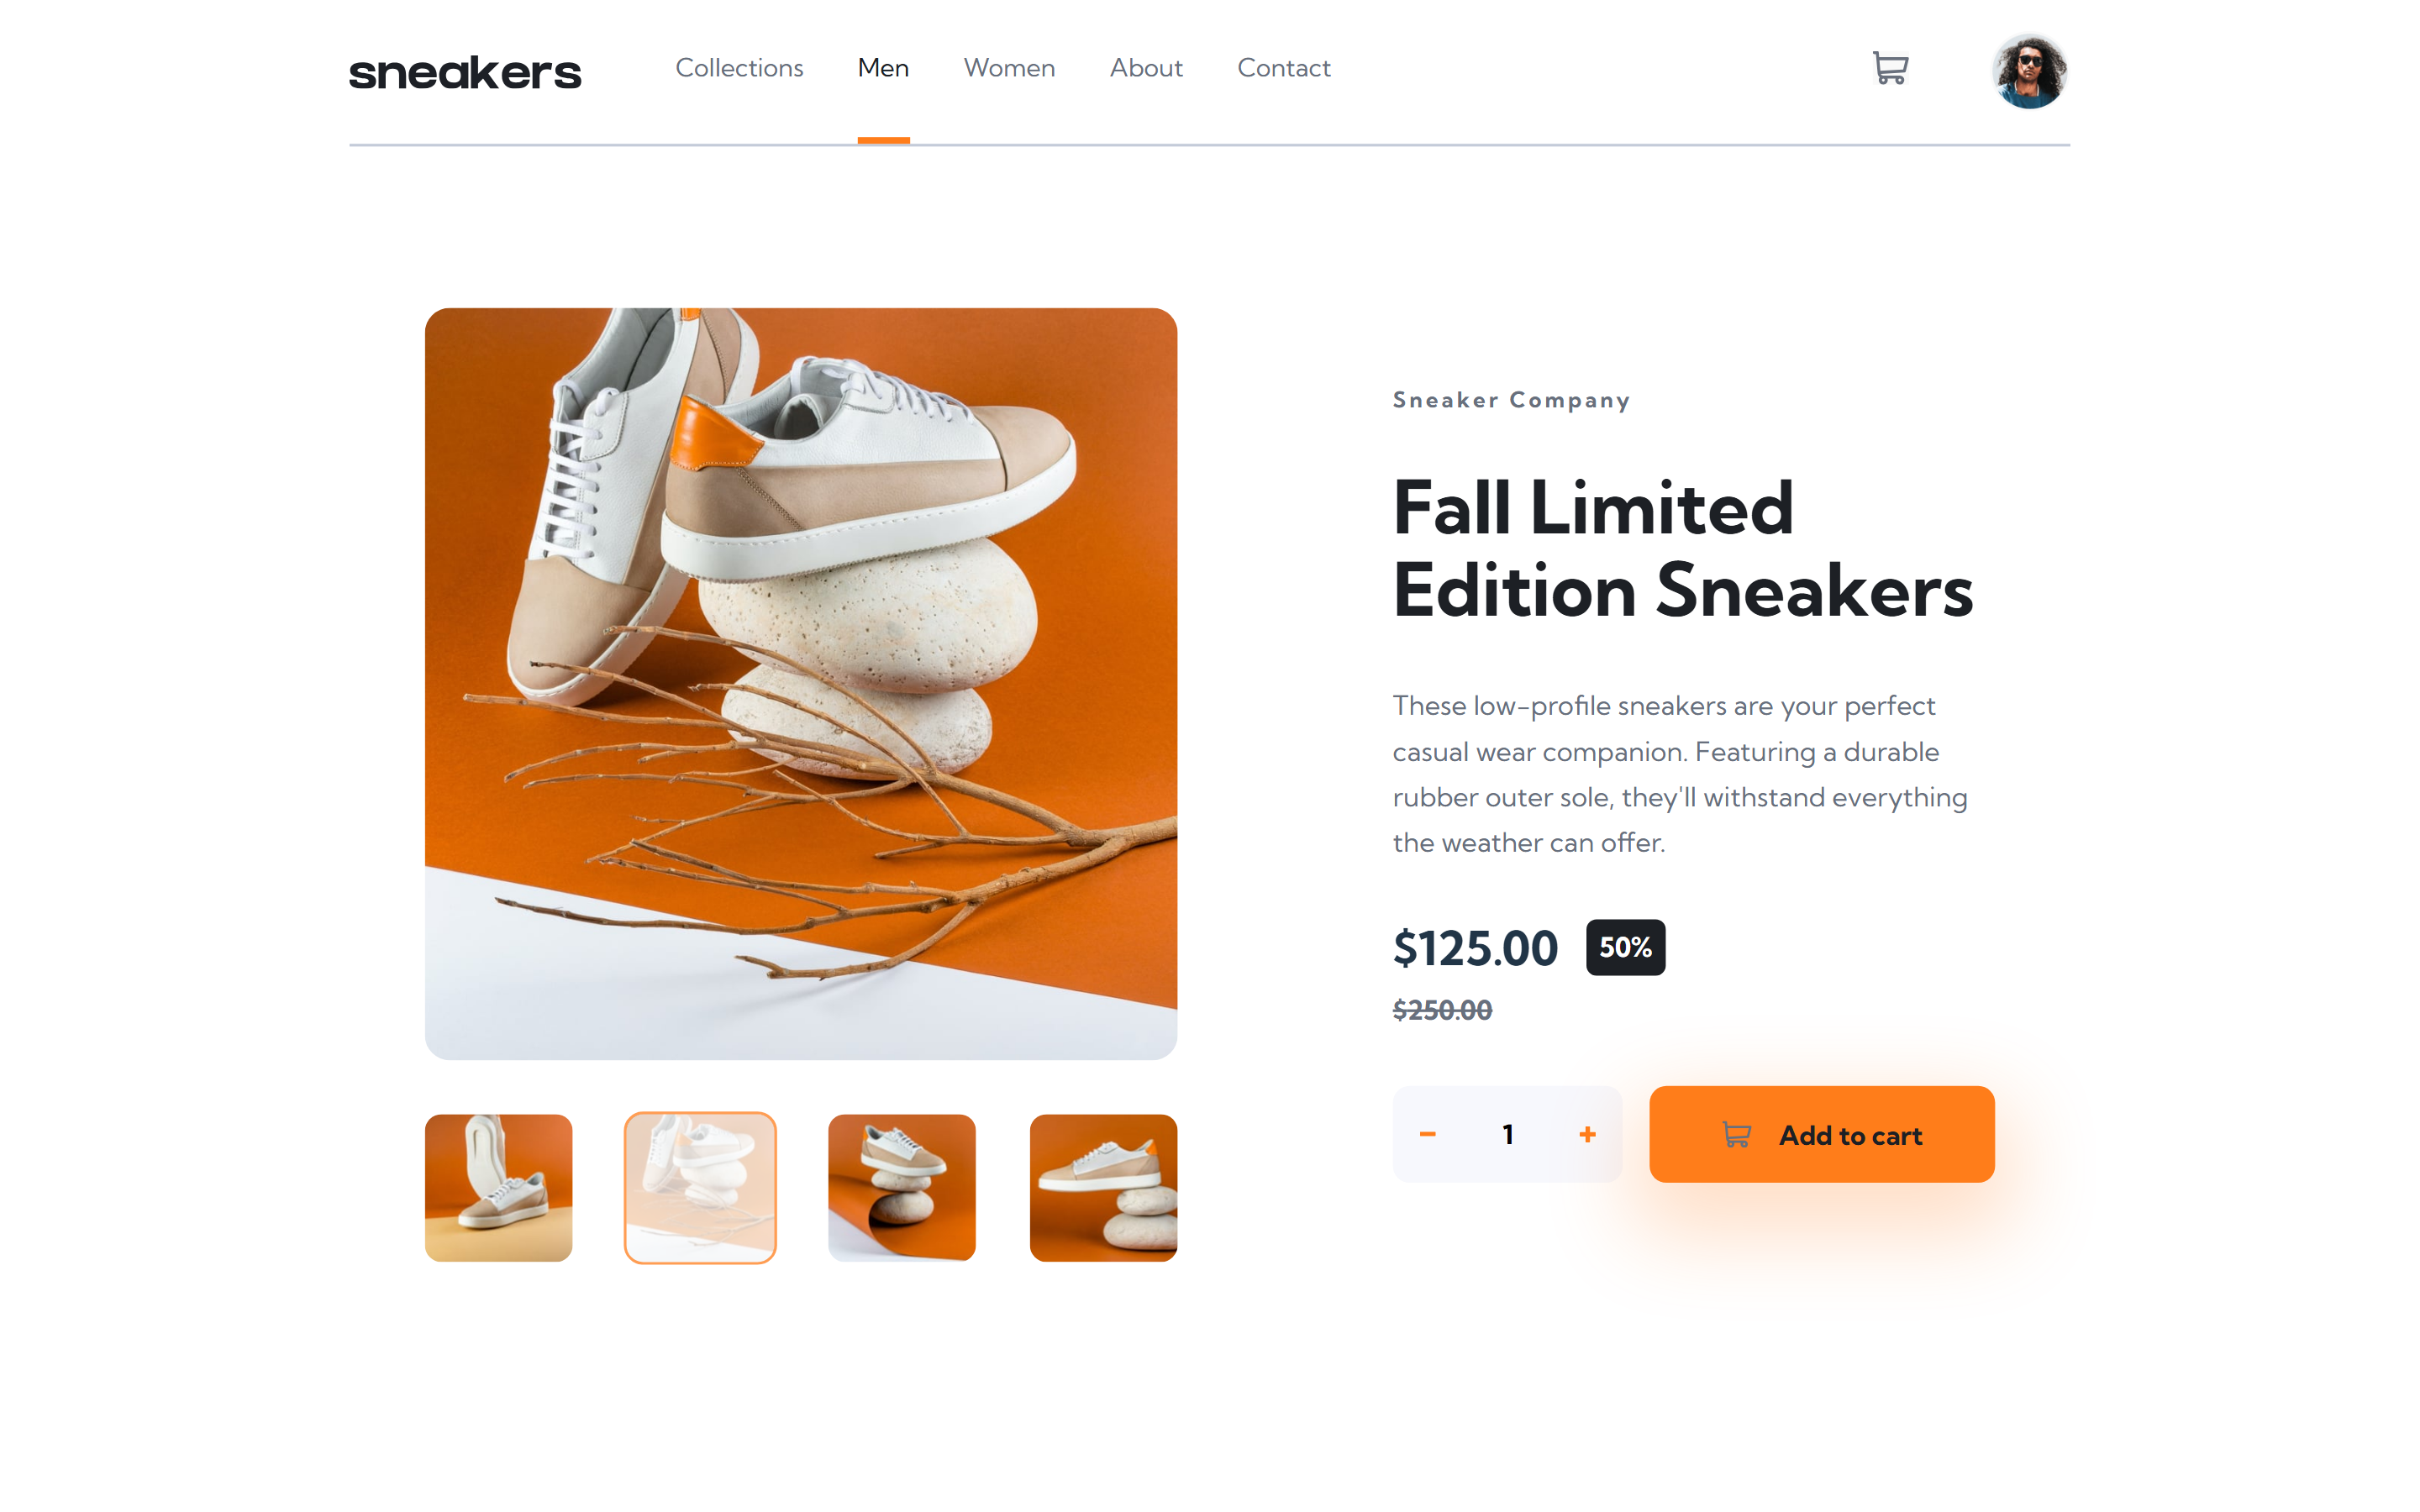 sneakers
Collections
Men
Women
About
Contact
Sneaker Company
Fall Limited
Edition Sneakers
These low-profile sneakers are your perfect
casual wear companion. Featuring a durable
rubber outer sole, they'll withstand everything
the weather can offer.
$125.00 50%
$250.00
− 1 +
Add to cart